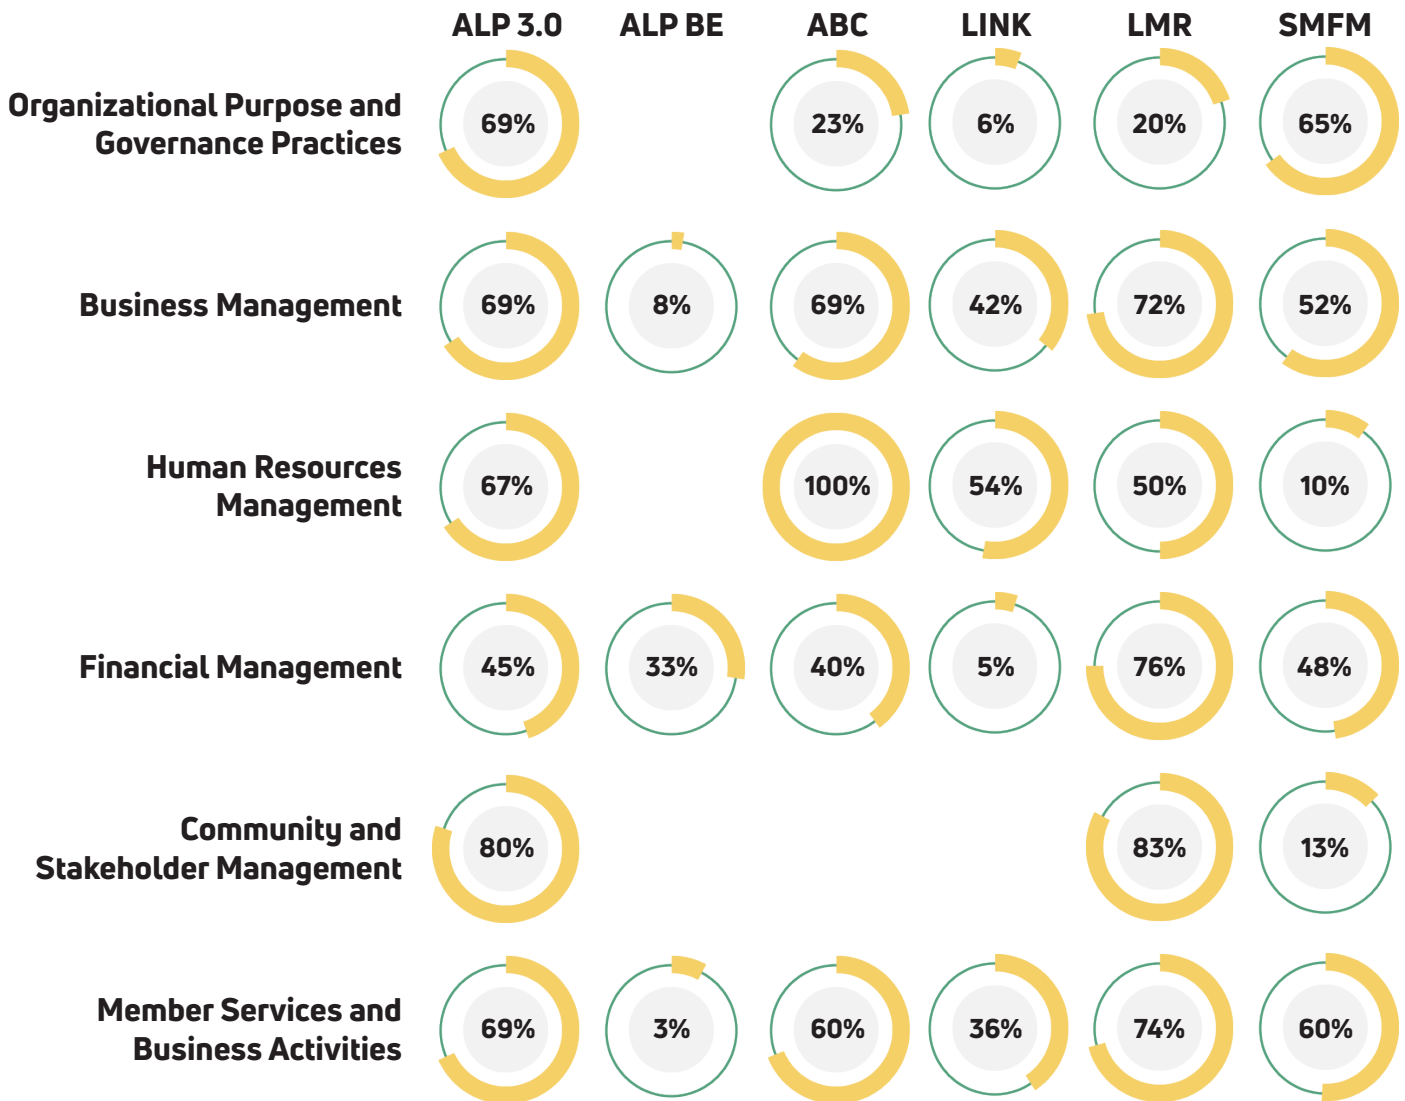 ALP 3.0 ALP BE ABC LINK LMR SMFM
Organizational Purpose and
Governance Practices
69% 23% 6% 20% 65%
Business Management
69% 8% 69% 42% 72% 52%
Human Resources
Management
67% 100% 54% 50% 10%
Financial Management
45% 33% 40% 5% 76% 48%
Community and
Stakeholder Management
80% 83% 13%
Member Services and
Business Activities
69% 3% 60% 36% 74% 60%